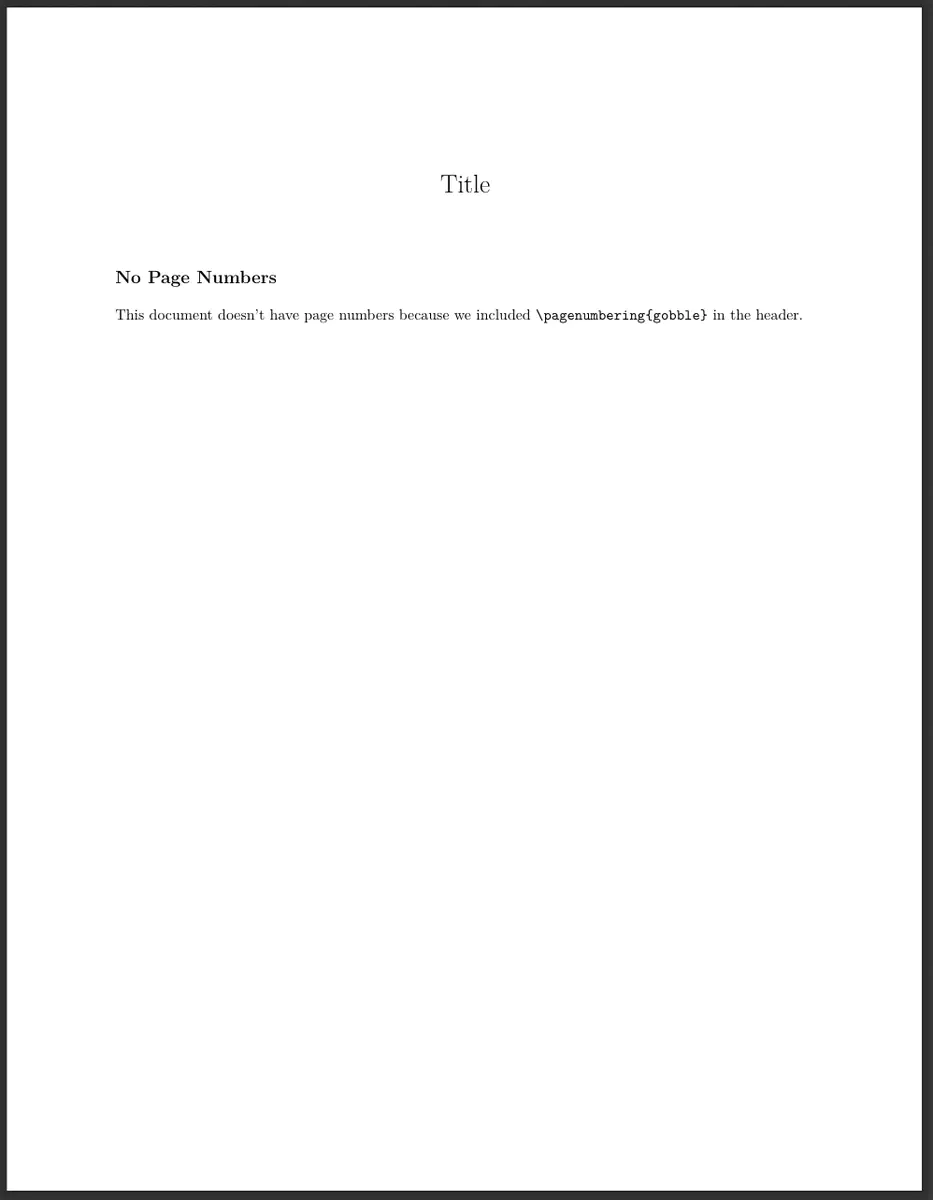 Title
No Page Numbers
This document doesn't have page numbers because we included \pagenumbering{gobble} in the header.